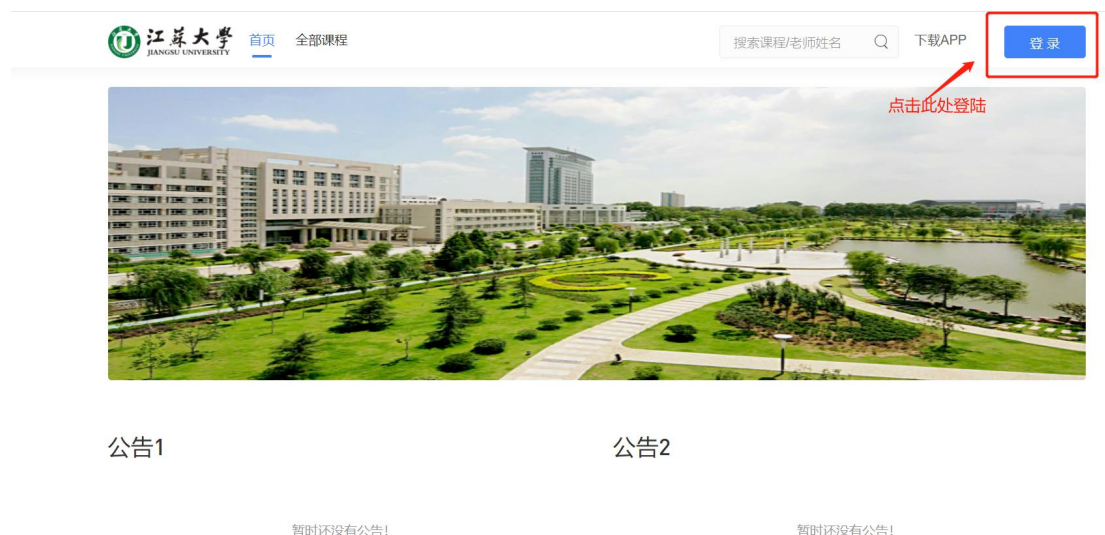 江苏大学
JIANGSU UNIVERSITY
首页 全部课程 搜索课程/老师姓名 下载APP 登录
点击此处登陆
公告1 公告2
暂时还没有公告! 暂时还没有公告!